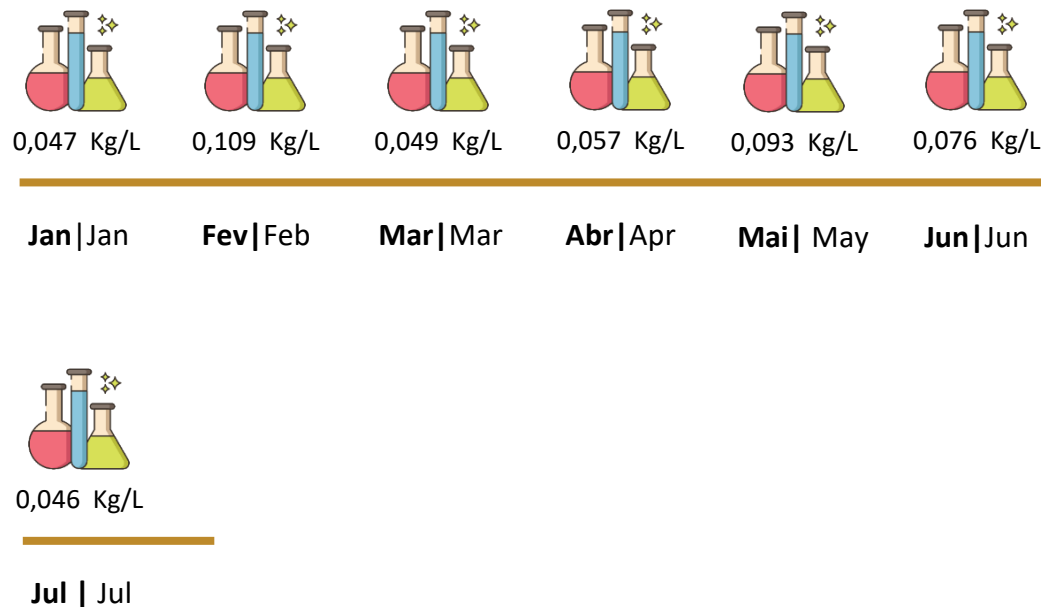 0,047 Kg/L 0,109 Kg/L 0,049 Kg/L 0,057 Kg/L 0,093 Kg/L 0,076 Kg/L
Jan|Jan Fev|Feb Mar|Mar Abr|Apr Mai| May Jun|Jun
0,046 Kg/L
Jul | Jul